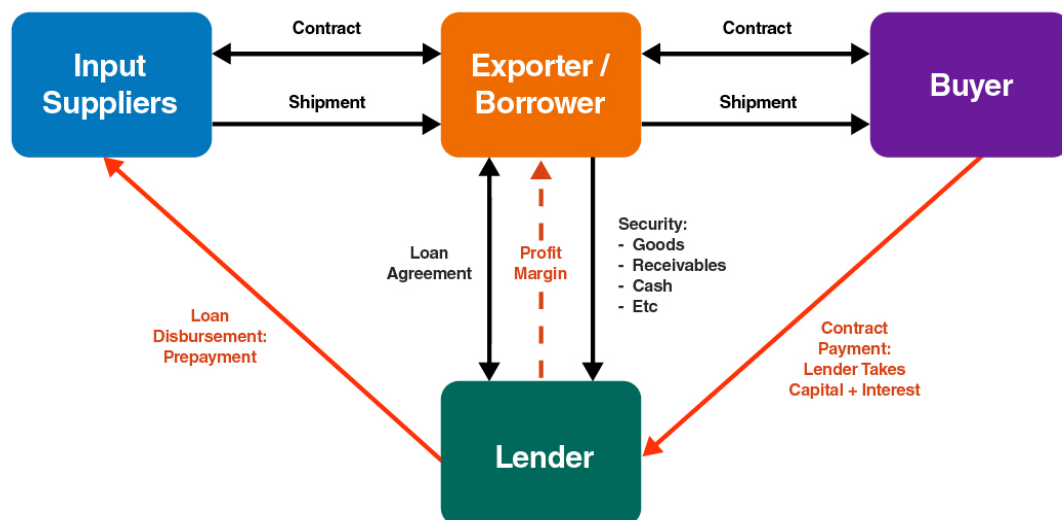 Input
Suppliers
Contract
Shipment
Exporter /
Borrower
Contract
Shipment
Buyer
Loan
Agreement
Profit
Margin
Security:
- Goods
- Receivables
- Cash
- Etc
Loan
Disbursement:
Prepayment
Contract
Payment:
Lender Takes
Capital + Interest
Lender